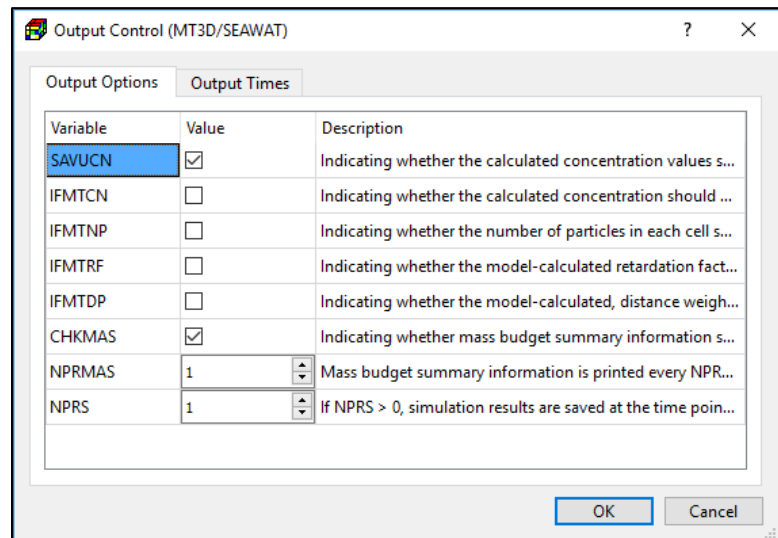 Output Control (MT3D/SEAWAT) ? ×
Output Options Output Times
Variable Value Description
SAVUCN Indicating whether the calculated concentration values s...
IFMTCN Indicating whether the calculated concentration should ...
IFMTNP Indicating whether the number of particles in each cell s...
IFMTRF Indicating whether the model-calculated retardation fact...
IFMTDP Indicating whether the model-calculated, distance weigh...
CHKMAS Indicating whether mass budget summary information s...
NPRMAS 1 Mass budget summary information is printed every NPR...
NPRS 1 If NPRS > 0, simulation results are saved at the time poin...
OK Cancel